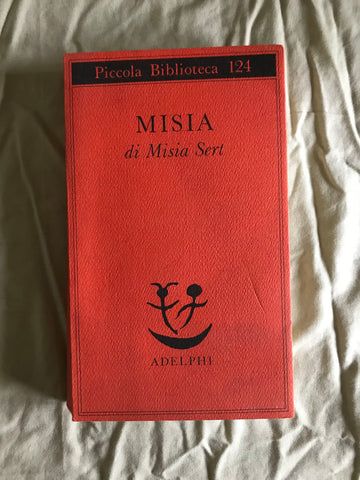 Piccola Biblioteca 124
MISIA
di Misia Sert
ADELPHI